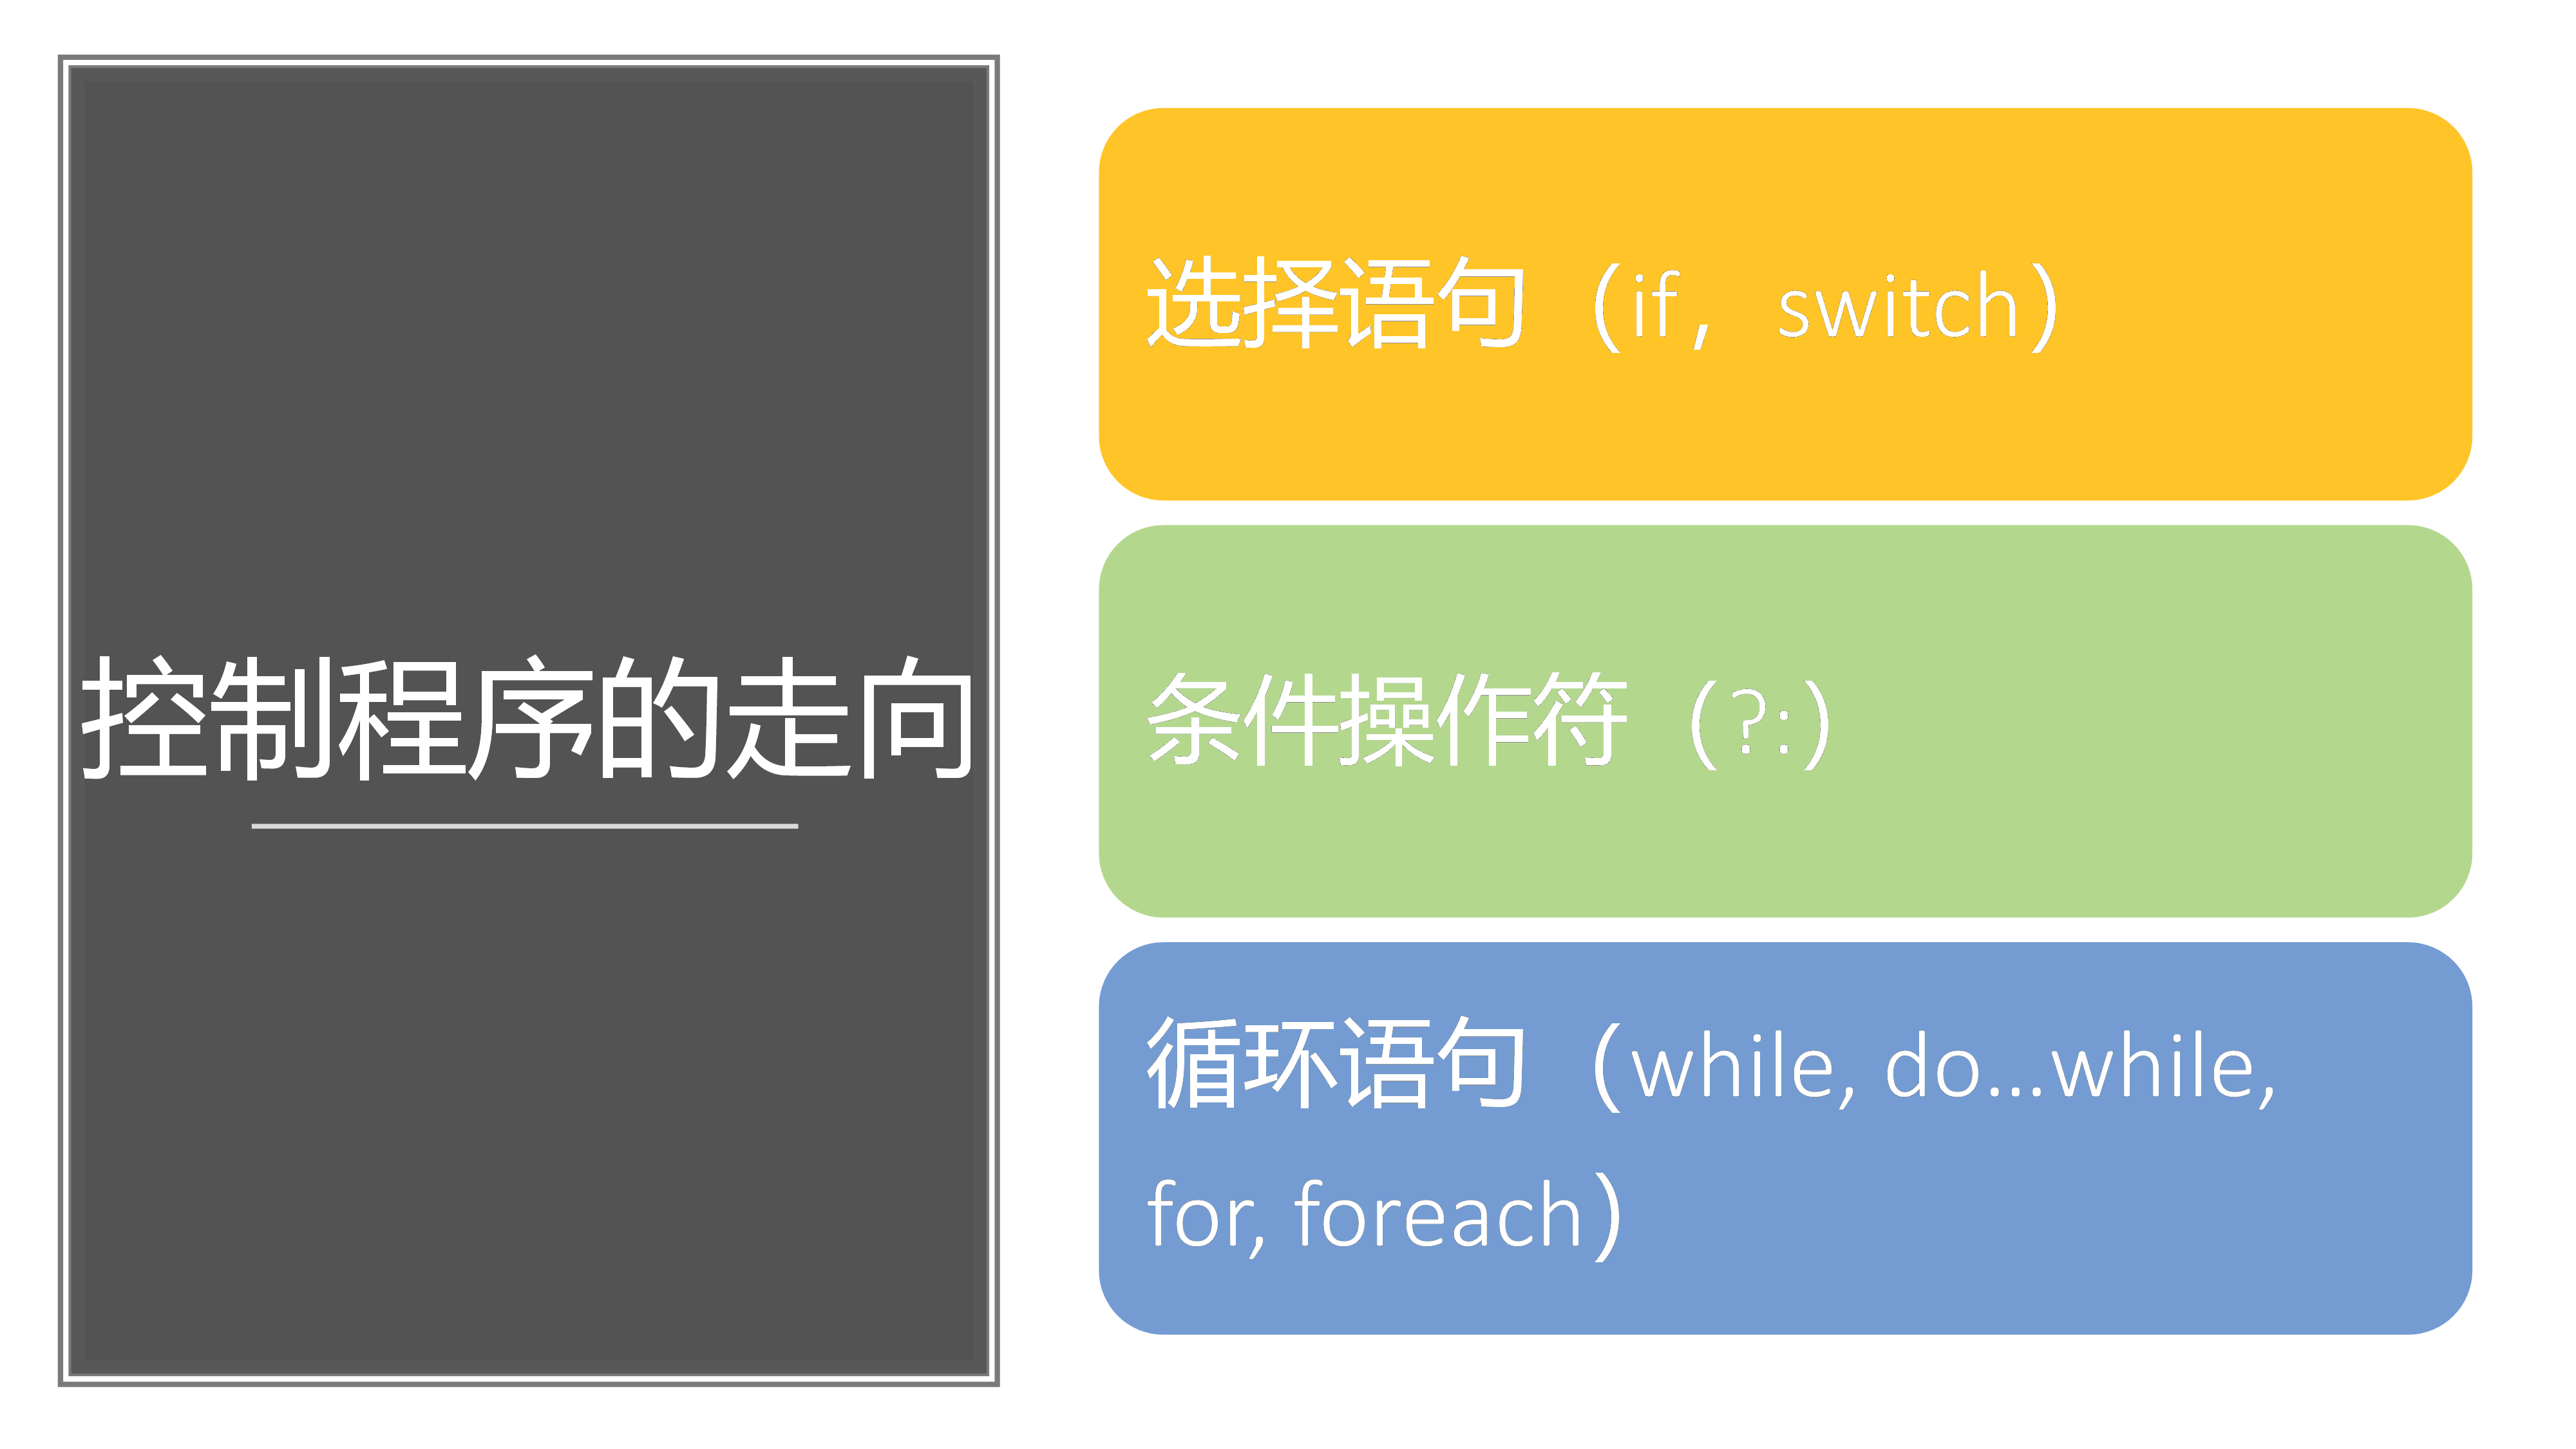 控制程序的走向
选择语句（if，switch）
条件操作符（?:）
循环语句（while, do…while,
for, foreach）